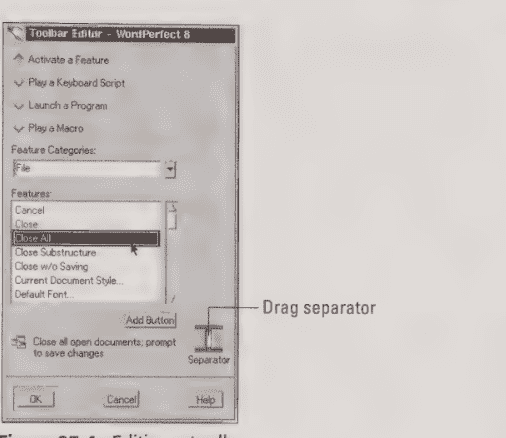 Toolbar Editor - WordPerfect 8
Activate a Feature
Play a Keyboard Script
Launch a Program
Play a Macro
Feature Categories:
File
Features:
Cancel
Close
Close All
Close Substructure
Close w/o Saving
Current Document Style...
Default Font...
Add Button
Drag separator
Close all open documents; prompt
to save changes
Separator
OK
Cancel
Help